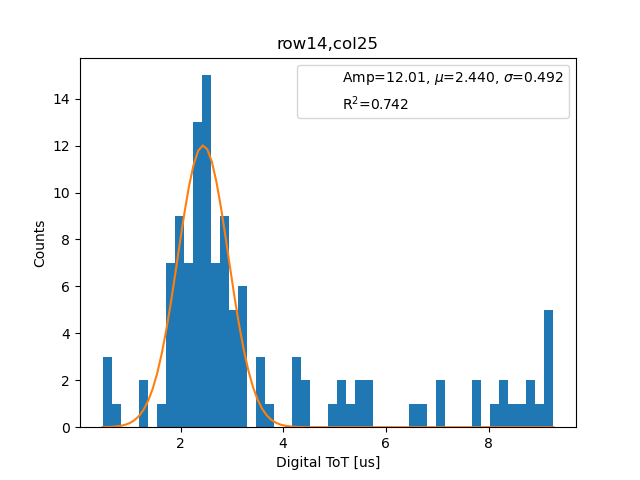 row14,col25
Amp=12.01, μ=2.440, σ=0.492
R²=0.742
14
12
10
8
6
4
2
0
Counts
2 4 6 8
Digital ToT [us]